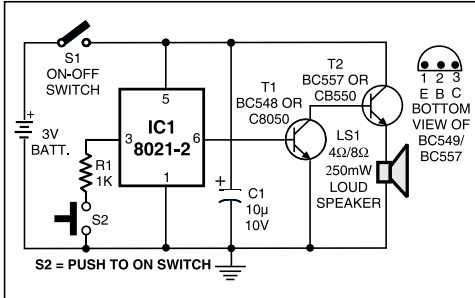 S1
ON-OFF
SWITCH
+
3V
BATT.
R1
1K
S2
5
IC1
8021-2
3
6
1
T1
BC548 OR
C8050
+
C1
10µ
10V
T2
BC557 OR
CB550
LS1
4Ω/8Ω
250mW
LOUD
SPEAKER
1 2 3
E B C
BOTTOM
VIEW OF
BC549/
BC557
S2 = PUSH TO ON SWITCH